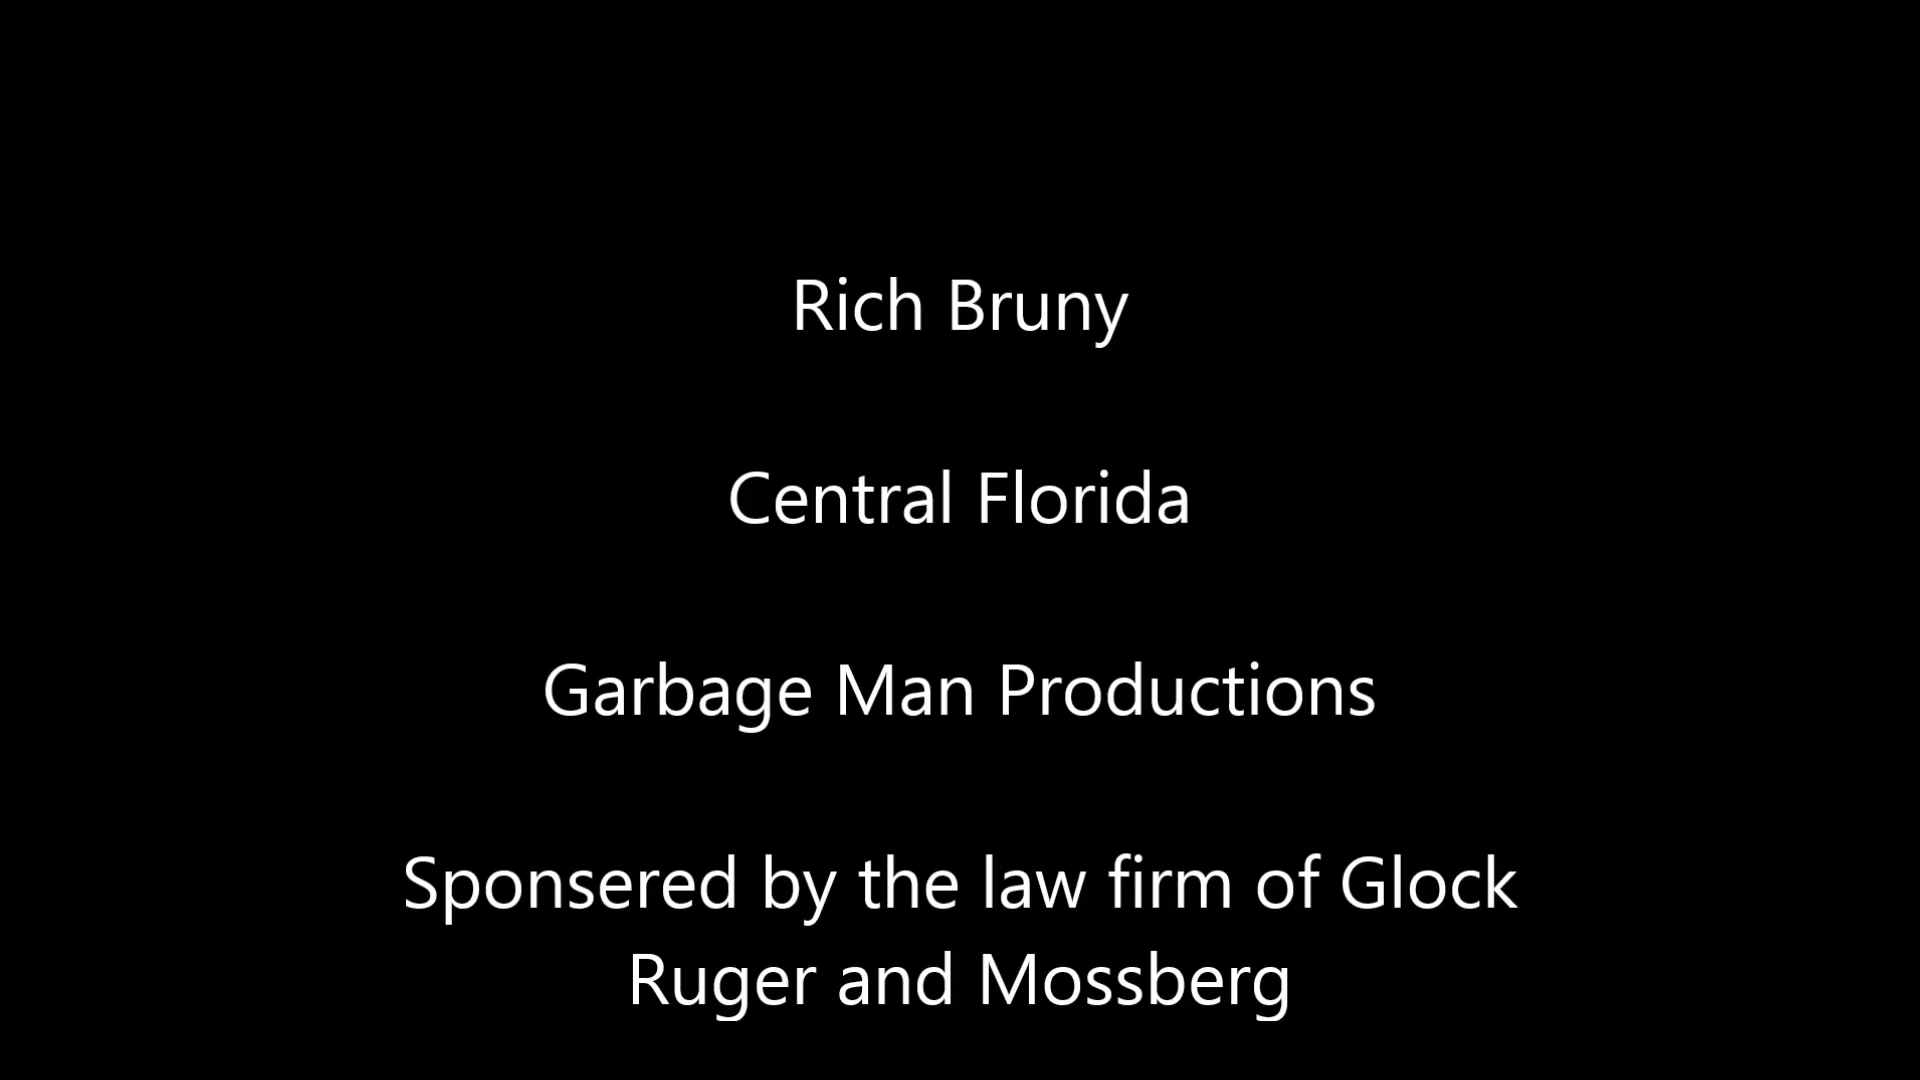 Rich Bruny
Central Florida
Garbage Man Productions
Sponsered by the law firm of Glock
Ruger and Mossberg